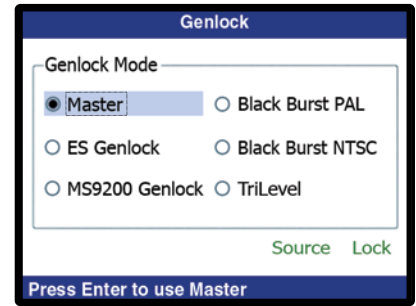 Genlock
Genlock Mode
Master
Black Burst PAL
ES Genlock
Black Burst NTSC
MS9200 Genlock
TriLevel
Source Lock
Press Enter to use Master